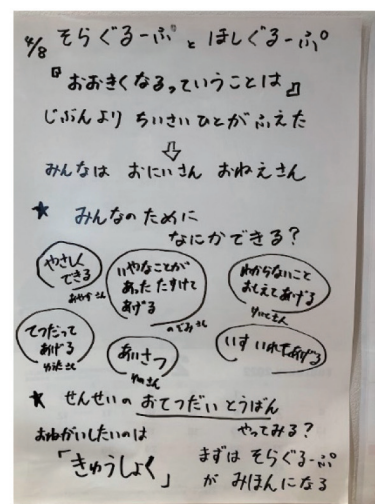 4/8 そらぐるーぷ と ほしぐるーぷ
『おおきくなるっていうことは』
じぶんより ちいさい ひとが ふえた
⇩
みんなは おにいさん おねえさん
★ みんなのために
なにかできる?
やさしく
できる
いやなことが
あった たすけて
あげる
のぞみさん
わからないこと
おしえてあげる
てつだって
あげる
あいさつ
いす いれてあげる
★ せんせいの おてつだい とうばん
やってみる?
おねがいしたいのは
「きゅうしょく」
まずは そらぐるーぷ
が みほんになる